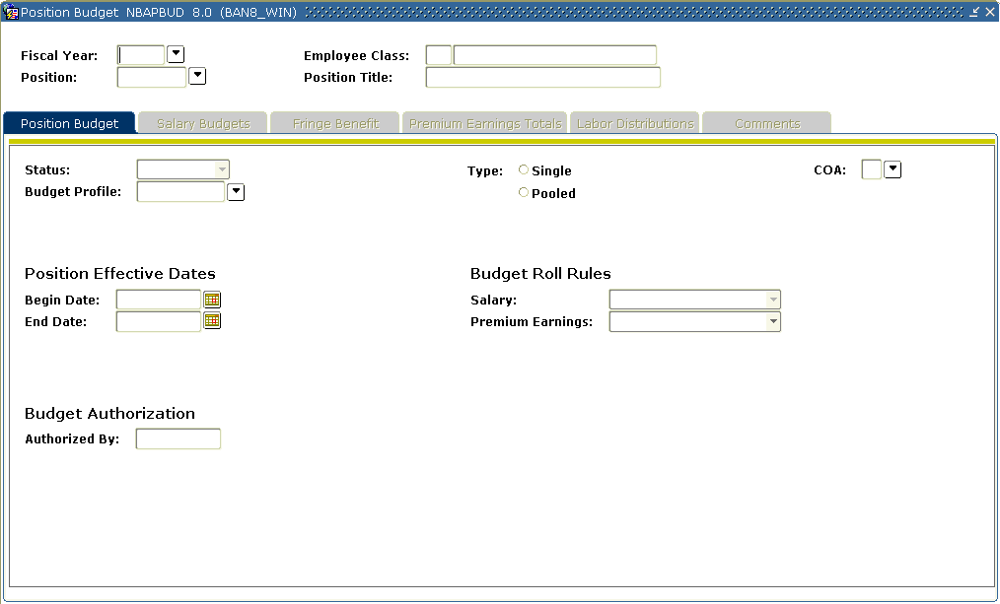 Position Budget NBAPBUD 8.0 (BAN8_WIN)
Fiscal Year: Employee Class:
Position: Position Title:
Position Budget Salary Budgets Fringe Benefit Premium Earnings Totals Labor Distributions Comments
Status: Type: Single COA:
Budget Profile: Pooled
Position Effective Dates Budget Roll Rules
Begin Date: Salary:
End Date: Premium Earnings:
Budget Authorization
Authorized By: